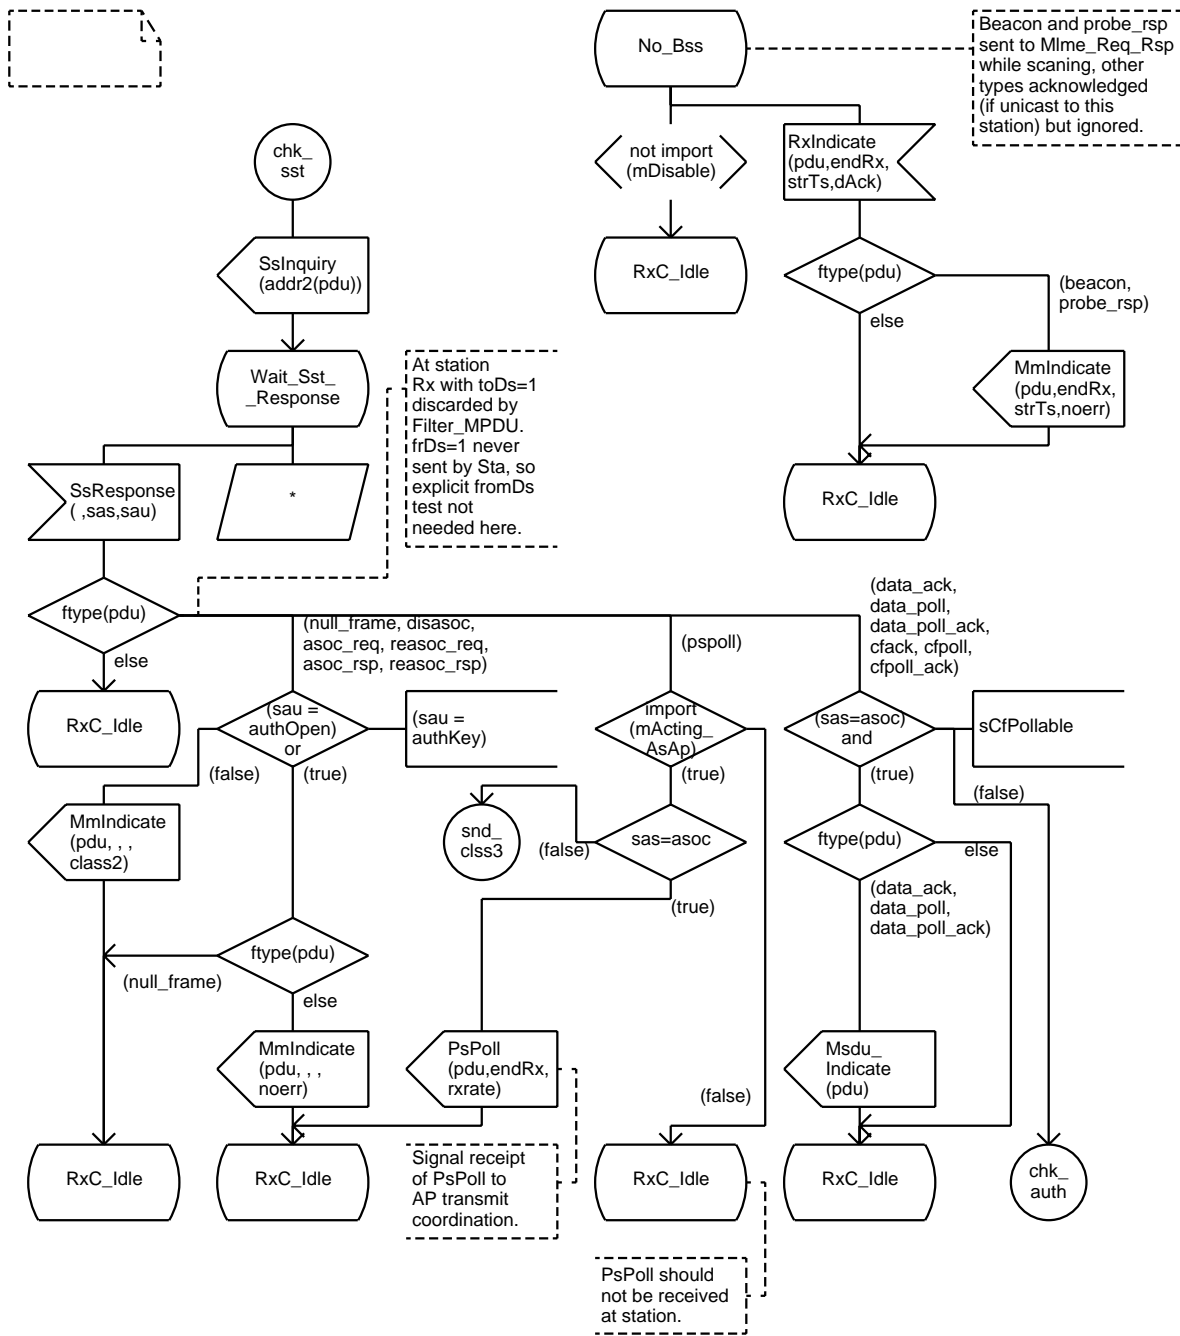 No_Bss
Beacon and probe_rsp
sent to Mlme_Req_Rsp
while scaning, other
types acknowledged
(if unicast to this
station) but ignored.
chk_
sst
not import
(mDisable)
RxIndicate
(pdu,endRx,
strTs,dAck)
SsInquiry
(addr2(pdu))
RxC_Idle
ftype(pdu)
(beacon,
probe_rsp)
else
Wait_Sst_
_Response
At station
Rx with toDs=1
discarded by
Filter_MPDU.
frDs=1 never
sent by Sta, so
explicit fromDs
test not
needed here.
MmIndicate
(pdu,endRx,
strTs,noerr)
SsResponse
( ,sas,sau)
*
RxC_Idle
ftype(pdu)
else
(null_frame, disasoc,
asoc_req, reasoc_req,
asoc_rsp, reasoc_rsp)
(pspoll)
(data_ack,
data_poll,
data_poll_ack,
cfack, cfpoll,
cfpoll_ack)
RxC_Idle
(sau =
authOpen)
or
(sau =
authKey)
import
(mActing_
AsAp)
(sas=asoc)
and
sCfPollable
(false)
(true)
(true)
(true)
(false)
MmIndicate
(pdu, , ,
class2)
snd_
clss3
(false)
sas=asoc
ftype(pdu)
else
(true)
(data_ack,
data_poll,
data_poll_ack)
ftype(pdu)
(null_frame)
else
MmIndicate
(pdu, , ,
noerr)
PsPoll
(pdu,endRx,
rxrate)
(false)
Msdu_
Indicate
(pdu)
RxC_Idle
RxC_Idle
Signal receipt
of PsPoll to
AP transmit
coordination.
RxC_Idle
RxC_Idle
chk_
auth
PsPoll should
not be received
at station.